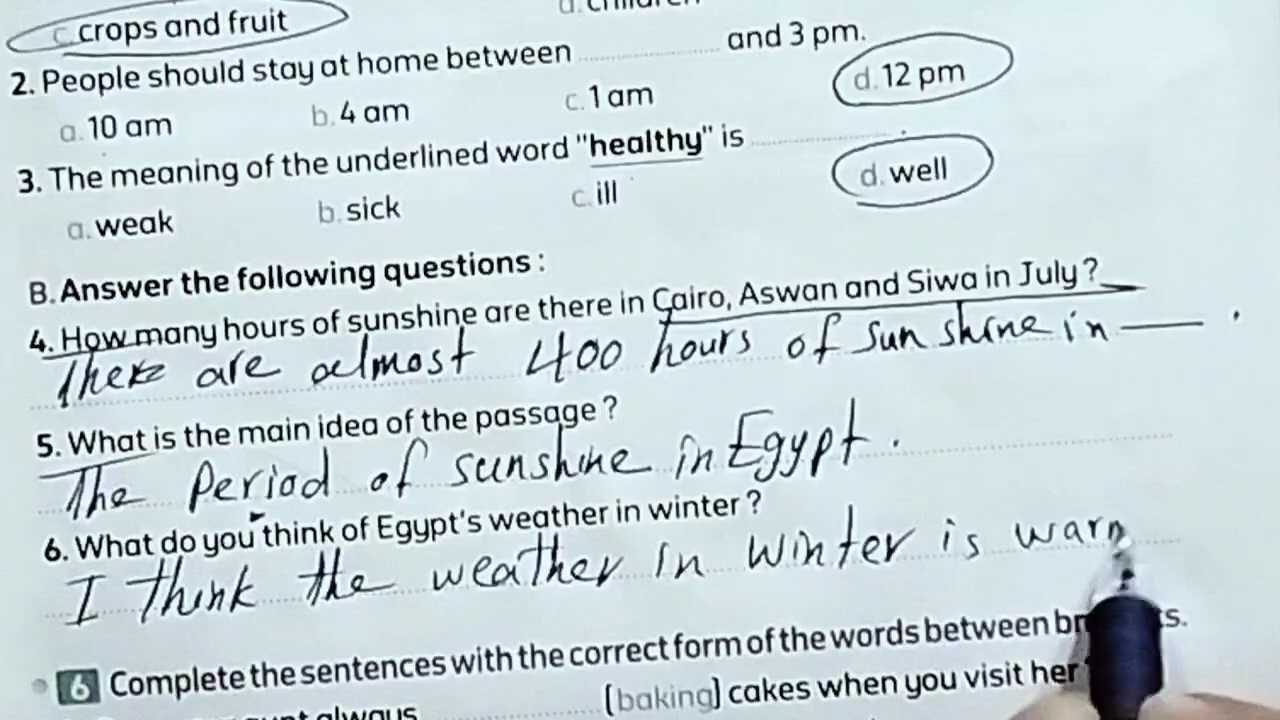 c. crops and fruit
d. children
2. People should stay at home between .................... and 3 pm.
a. 10 am b. 4 am c. 1 am d. 12 pm
3. The meaning of the underlined word "healthy" is ....................
a. weak b. sick c. ill d. well
B. Answer the following questions :
4. How many hours of sunshine are there in Cairo, Aswan and Siwa in July ?
There are almost 400 hours of sunshine in — .
5. What is the main idea of the passage ?
The period of sunshine in Egypt .
6. What do you think of Egypt's weather in winter ?
I think the weather in winter is warm
6 Complete the sentences with the correct form of the words between
always .................... (baking) cakes when you visit her